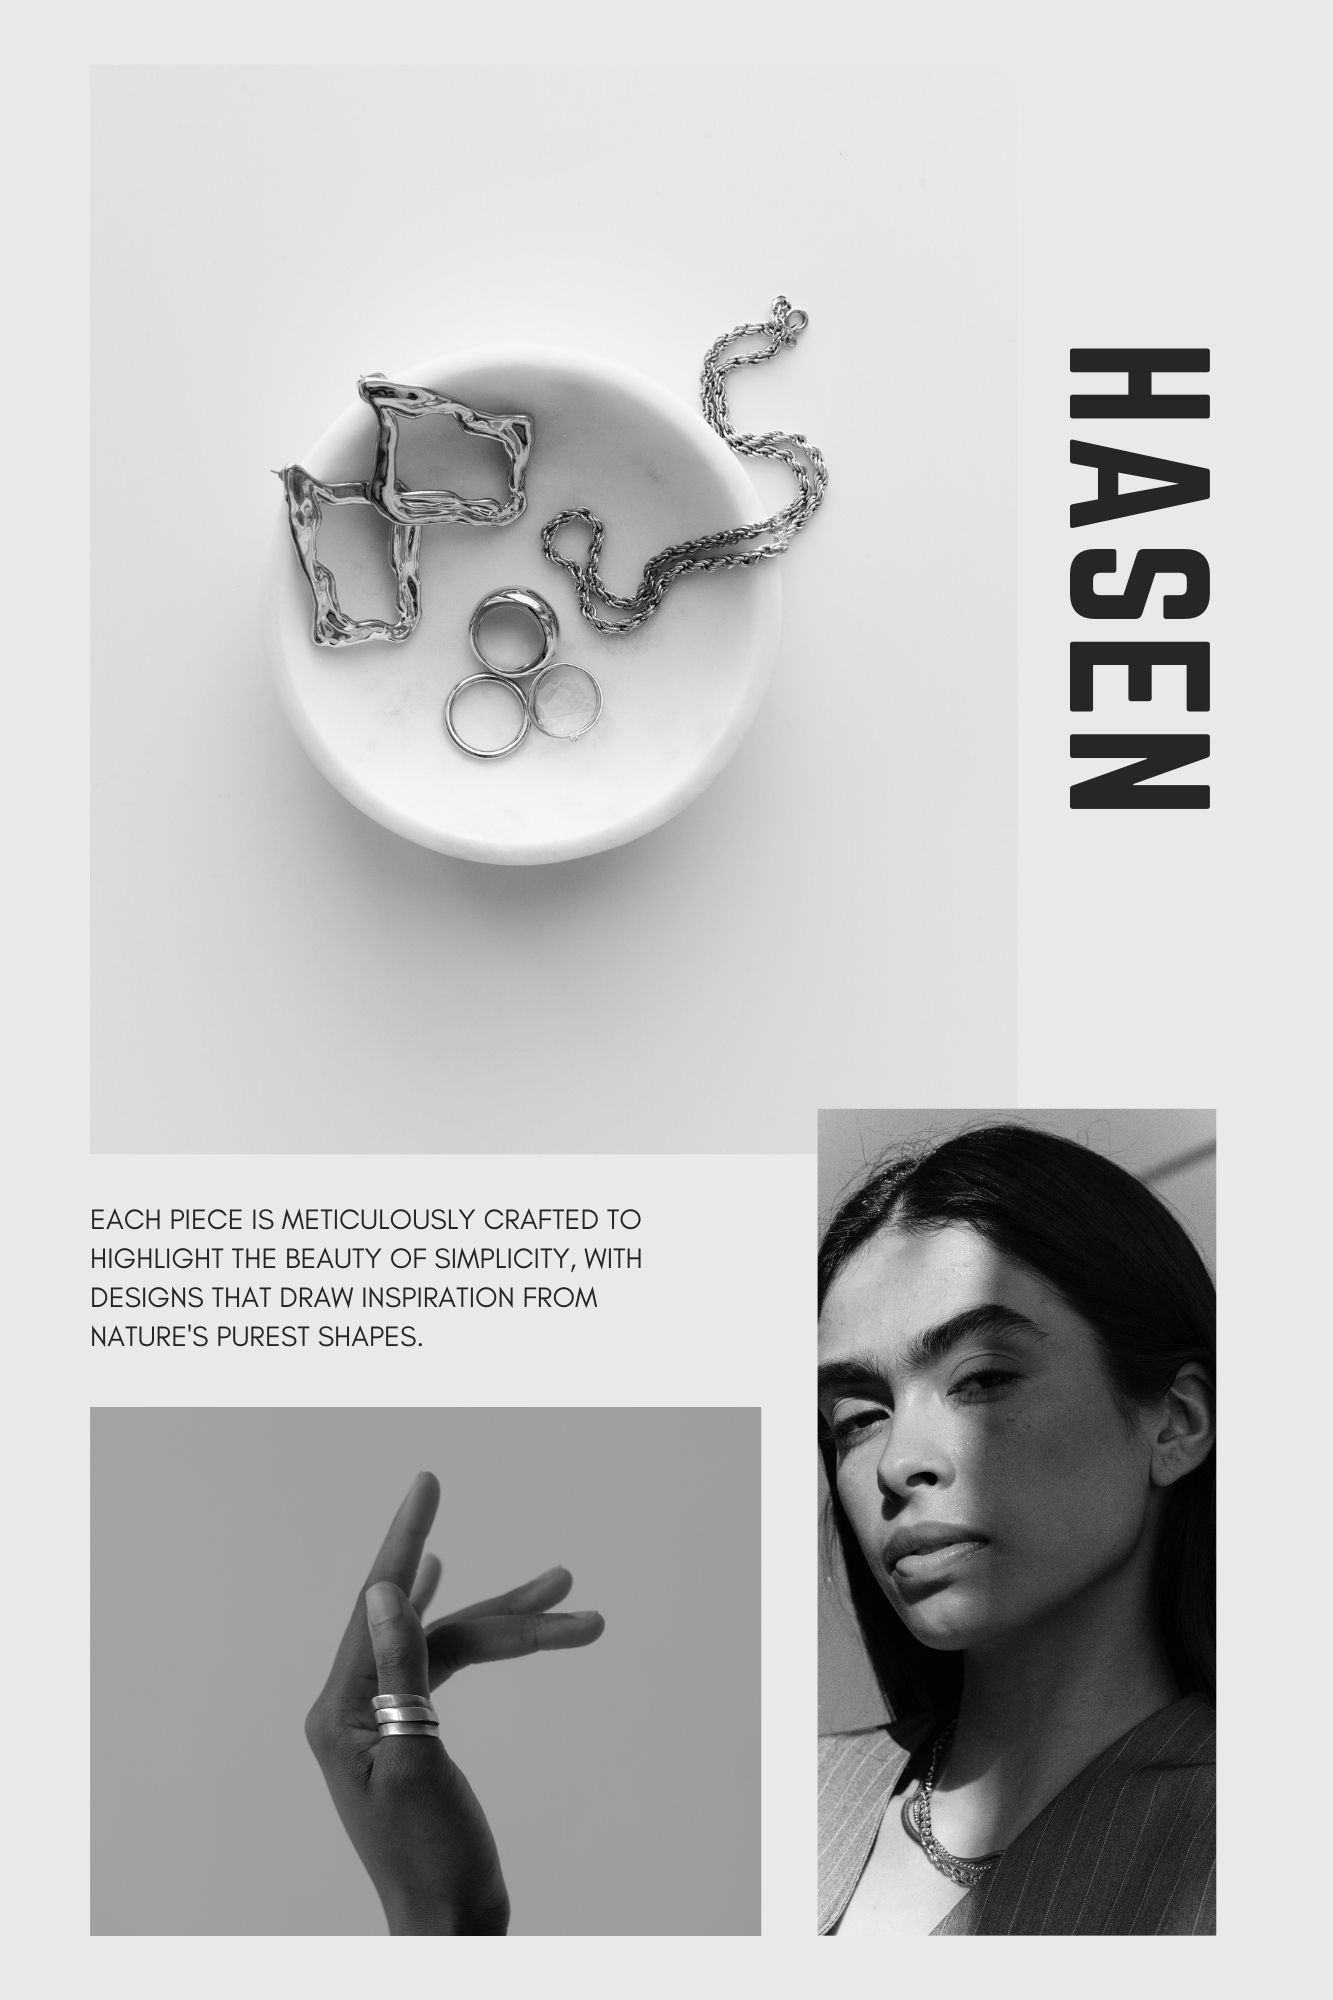 HASEN
EACH PIECE IS METICULOUSLY CRAFTED TO
HIGHLIGHT THE BEAUTY OF SIMPLICITY, WITH
DESIGNS THAT DRAW INSPIRATION FROM
NATURE'S PUREST SHAPES.